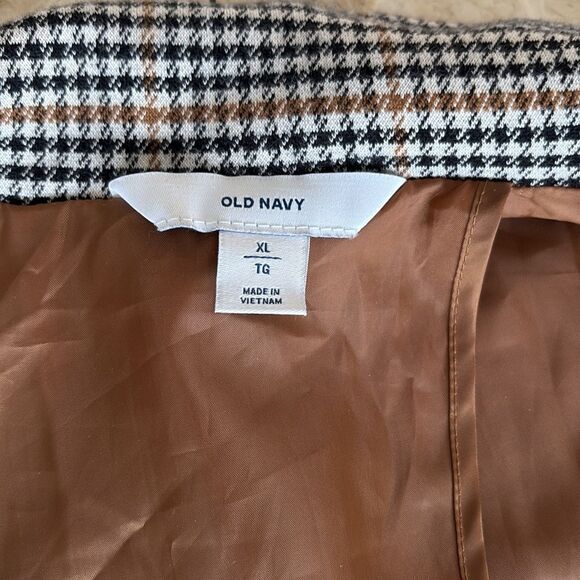 OLD NAVY
XL
TG
MADE IN
VIETNAM